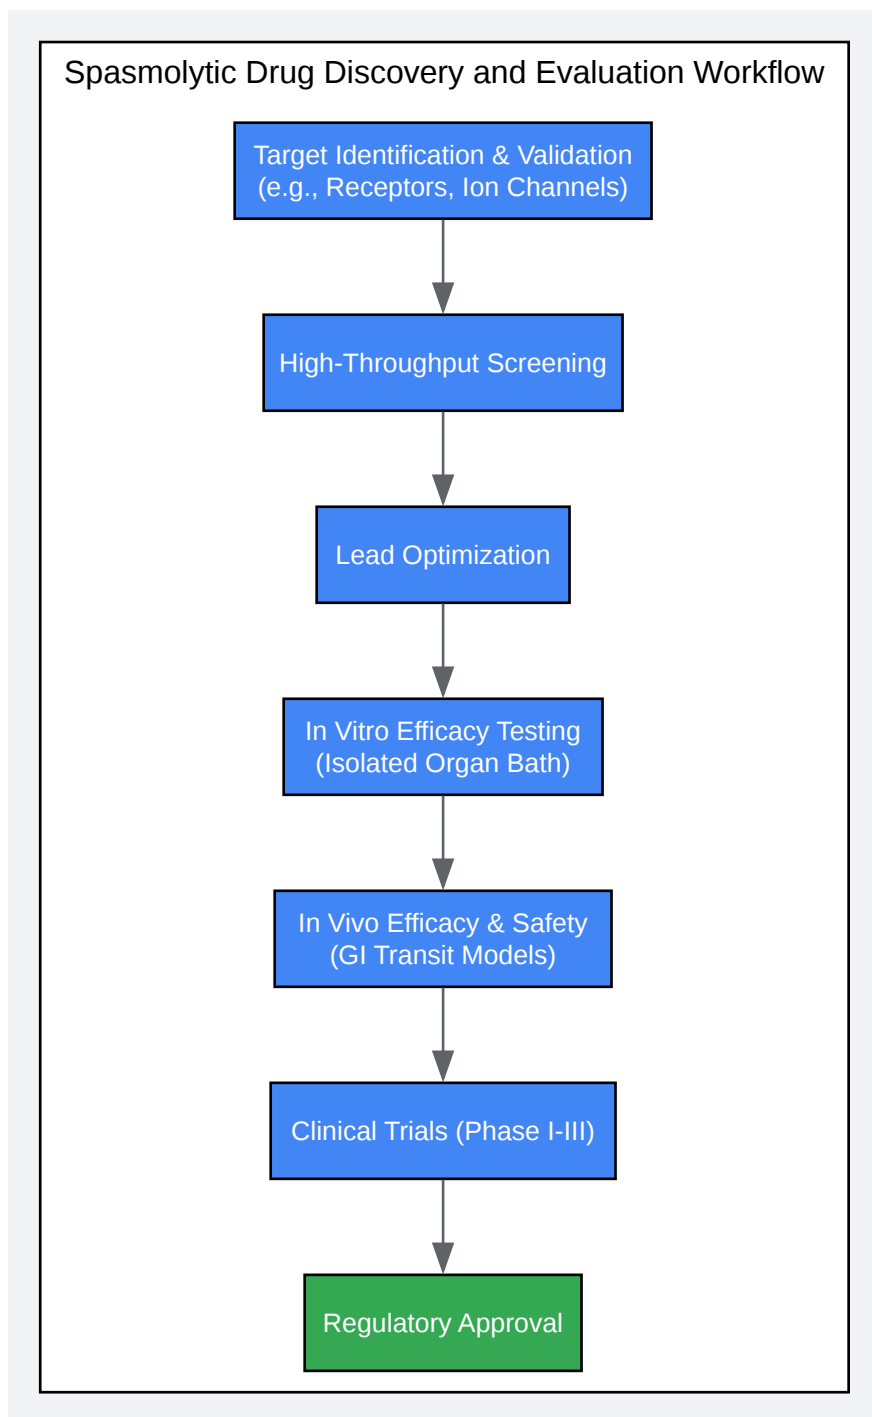 Spasmolytic Drug Discovery and Evaluation Workflow
Target Identification & Validation
(e.g., Receptors, Ion Channels)
High-Throughput Screening
Lead Optimization
In Vitro Efficacy Testing
(Isolated Organ Bath)
In Vivo Efficacy & Safety
(GI Transit Models)
Clinical Trials (Phase I-III)
Regulatory Approval